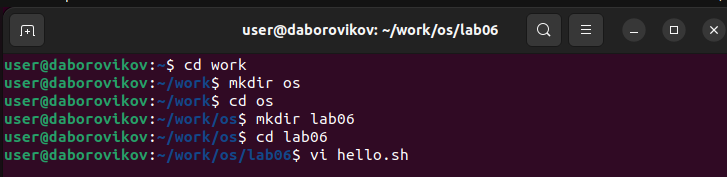 user@daborovikov: ~/work/os/lab06
user@daborovikov:~$ cd work
user@daborovikov:~/work$ mkdir os
user@daborovikov:~/work$ cd os
user@daborovikov:~/work/os$ mkdir lab06
user@daborovikov:~/work/os$ cd lab06
user@daborovikov:~/work/os/lab06$ vi hello.sh